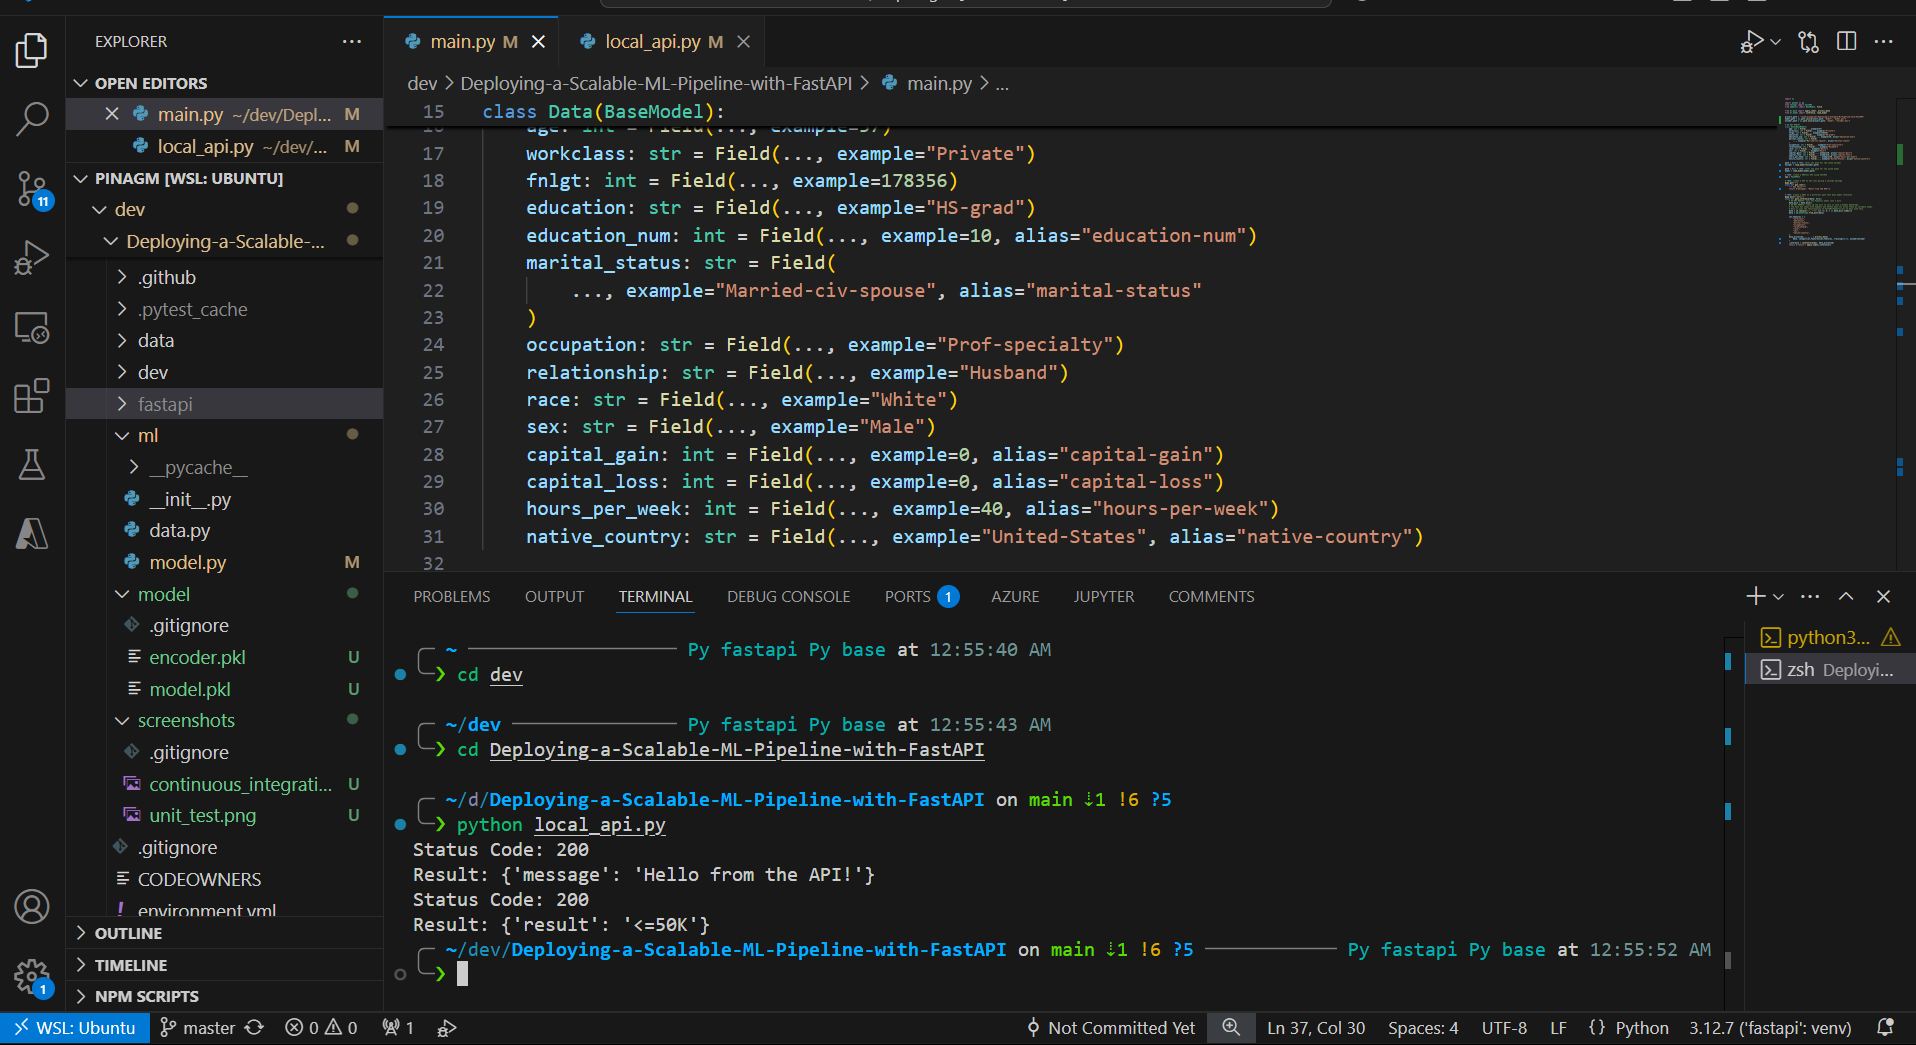 EXPLORER
OPEN EDITORS
main.py ~/dev/Depl... M
local_api.py ~/dev/... M
PINAGM [WSL: UBUNTU]
dev
Deploying-a-Scalable-...
.github
.pytest_cache
data
dev
fastapi
ml
__pycache__
__init__.py
data.py
model.py M
model
.gitignore
encoder.pkl U
model.pkl U
screenshots
.gitignore
continuous_integrati... U
unit_test.png U
.gitignore
CODEOWNERS
environment.yml
OUTLINE
TIMELINE
NPM SCRIPTS
11
1
main.py M
local_api.py M
dev > Deploying-a-Scalable-ML-Pipeline-with-FastAPI > main.py > ...
15 class Data(BaseModel):
16 age: int = Field(..., example=37)
17 workclass: str = Field(..., example="Private")
18 fnlgt: int = Field(..., example=178356)
19 education: str = Field(..., example="HS-grad")
20 education_num: int = Field(..., example=10, alias="education-num")
21 marital_status: str = Field(
22 ..., example="Married-civ-spouse", alias="marital-status"
23 )
24 occupation: str = Field(..., example="Prof-specialty")
25 relationship: str = Field(..., example="Husband")
26 race: str = Field(..., example="White")
27 sex: str = Field(..., example="Male")
28 capital_gain: int = Field(..., example=0, alias="capital-gain")
29 capital_loss: int = Field(..., example=0, alias="capital-loss")
30 hours_per_week: int = Field(..., example=40, alias="hours-per-week")
31 native_country: str = Field(..., example="United-States", alias="native-country")
32
PROBLEMS OUTPUT TERMINAL DEBUG CONSOLE PORTS 1 AZURE JUPYTER COMMENTS
~ Py fastapi Py base at 12:55:40 AM
❯ cd dev
~/dev Py fastapi Py base at 12:55:43 AM
❯ cd Deploying-a-Scalable-ML-Pipeline-with-FastAPI
~/d/Deploying-a-Scalable-ML-Pipeline-with-FastAPI on main ⇣1 !6 ?5
❯ python local_api.py
Status Code: 200
Result: {'message': 'Hello from the API!'}
Status Code: 200
Result: {'result': '<=50K'}
~/dev/Deploying-a-Scalable-ML-Pipeline-with-FastAPI on main ⇣1 !6 ?5 Py fastapi Py base at 12:55:52 AM
❯
python3...
zsh Deployi...
WSL: Ubuntu master 0 0 1 Not Committed Yet Ln 37, Col 30 Spaces: 4 UTF-8 LF {} Python 3.12.7 ('fastapi': venv)